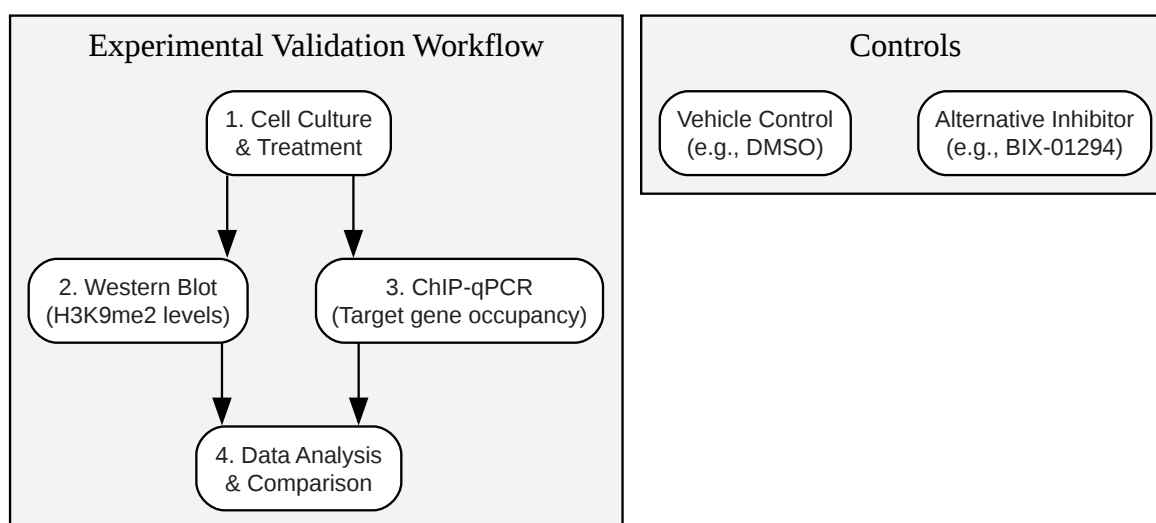 Experimental Validation Workflow
1. Cell Culture
& Treatment
2. Western Blot
(H3K9me2 levels)
3. ChIP-qPCR
(Target gene occupancy)
4. Data Analysis
& Comparison
Controls
Vehicle Control
(e.g., DMSO)
Alternative Inhibitor
(e.g., BIX-01294)